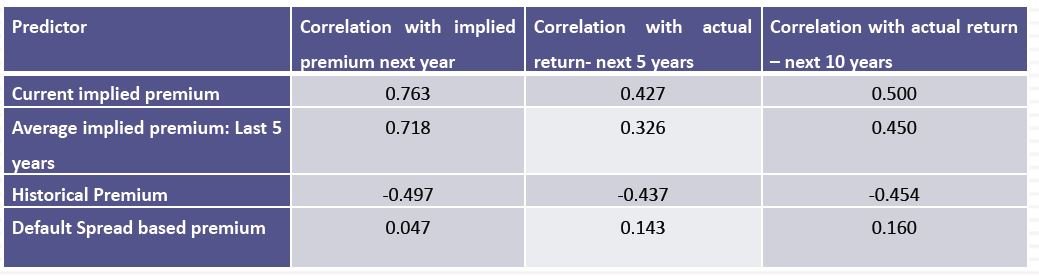 Predictor
Correlation with implied premium next year
Correlation with actual return- next 5 years
Correlation with actual return – next 10 years
Current implied premium 0.763 0.427 0.500
Average implied premium: Last 5 years 0.718 0.326 0.450
Historical Premium -0.497 -0.437 -0.454
Default Spread based premium 0.047 0.143 0.160